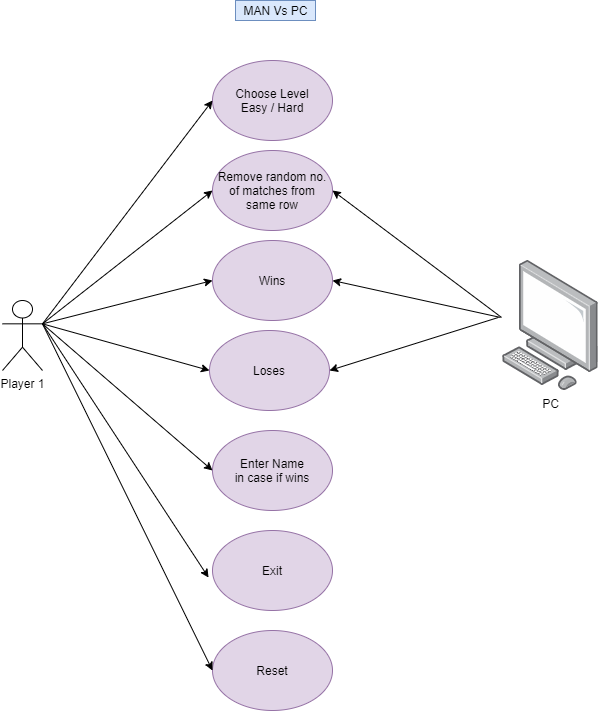 MAN Vs PC
Choose Level
Easy / Hard
Remove random no.
of matches from
same row
Wins
Loses
Player 1
PC
Enter Name
in case if wins
Exit
Reset